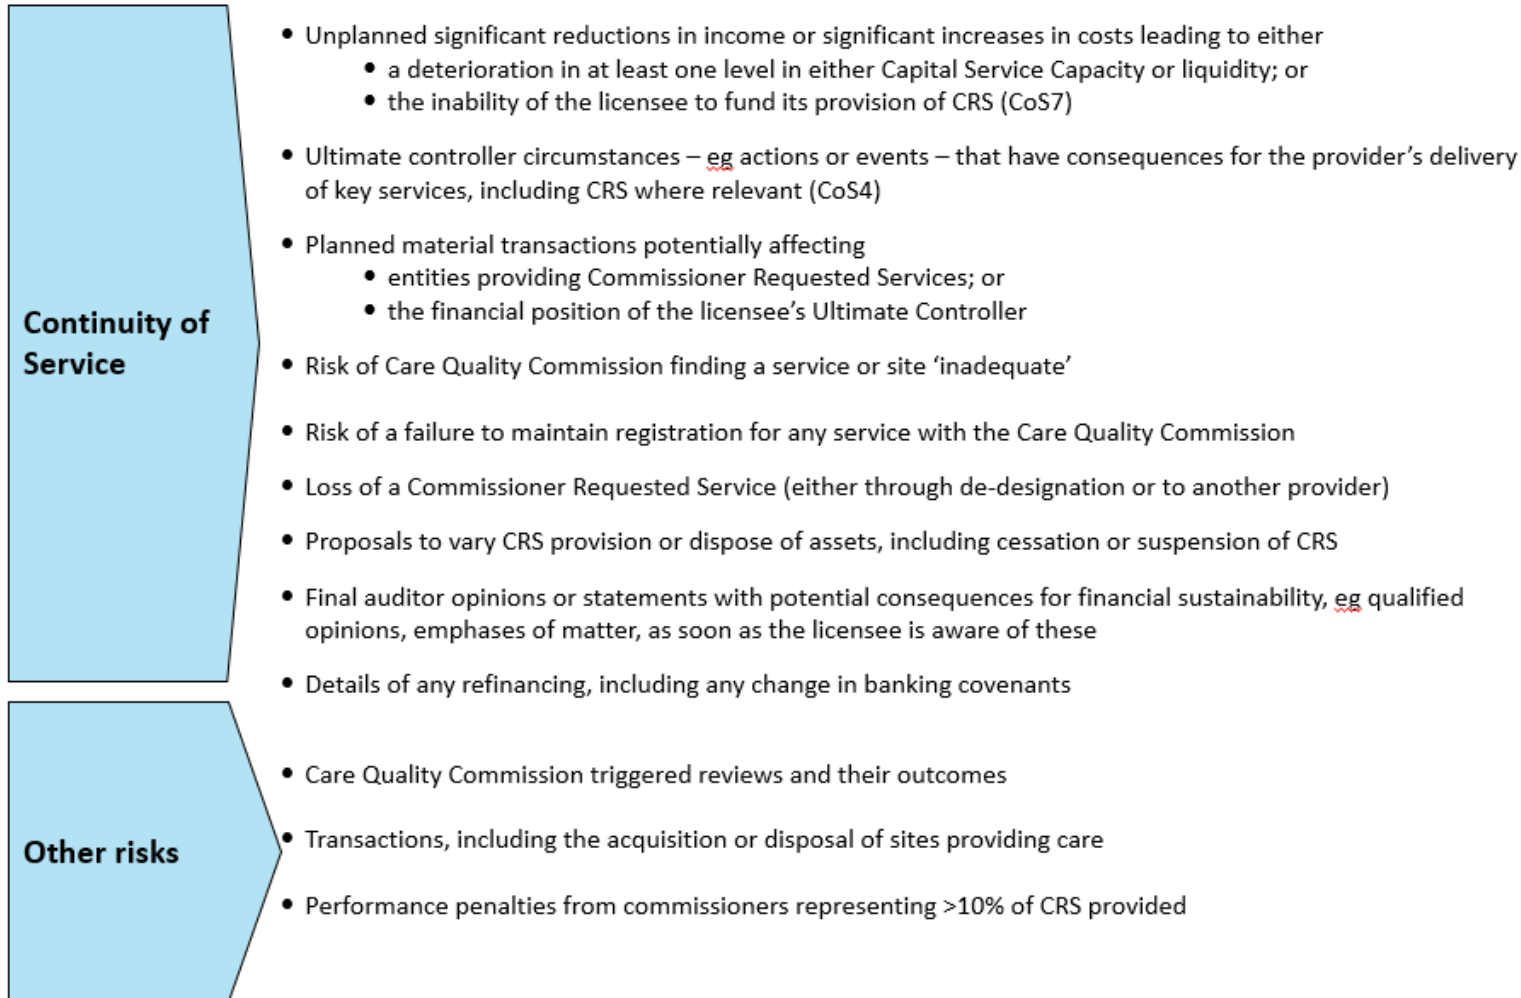 Continuity of
Service
• Unplanned significant reductions in income or significant increases in costs leading to either
• a deterioration in at least one level in either Capital Service Capacity or liquidity; or
• the inability of the licensee to fund its provision of CRS (CoS7)
• Ultimate controller circumstances – eg actions or events – that have consequences for the provider’s delivery
of key services, including CRS where relevant (CoS4)
• Planned material transactions potentially affecting
• entities providing Commissioner Requested Services; or
• the financial position of the licensee’s Ultimate Controller
• Risk of Care Quality Commission finding a service or site ‘inadequate’
• Risk of a failure to maintain registration for any service with the Care Quality Commission
• Loss of a Commissioner Requested Service (either through de-designation or to another provider)
• Proposals to vary CRS provision or dispose of assets, including cessation or suspension of CRS
• Final auditor opinions or statements with potential consequences for financial sustainability, eg qualified
opinions, emphases of matter, as soon as the licensee is aware of these
• Details of any refinancing, including any change in banking covenants
Other risks
• Care Quality Commission triggered reviews and their outcomes
• Transactions, including the acquisition or disposal of sites providing care
• Performance penalties from commissioners representing >10% of CRS provided